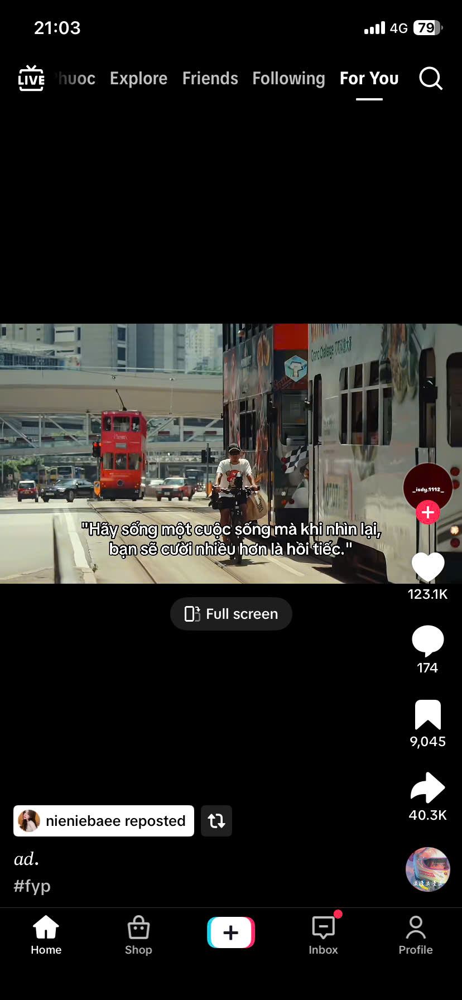 21:03
4G
79
LIVE
huoc
Explore
Friends
Following
For You
Drama Challenge
_isdy.1112_
"Hãy sống một cuộc sống mà khi nhìn lại,
bạn sẽ cười nhiều hơn là hồi tiếc."
123.1K
Full screen
174
9,045
40.3K
nieniebaee reposted
ad.
#fyp
Home
Shop
Inbox
Profile